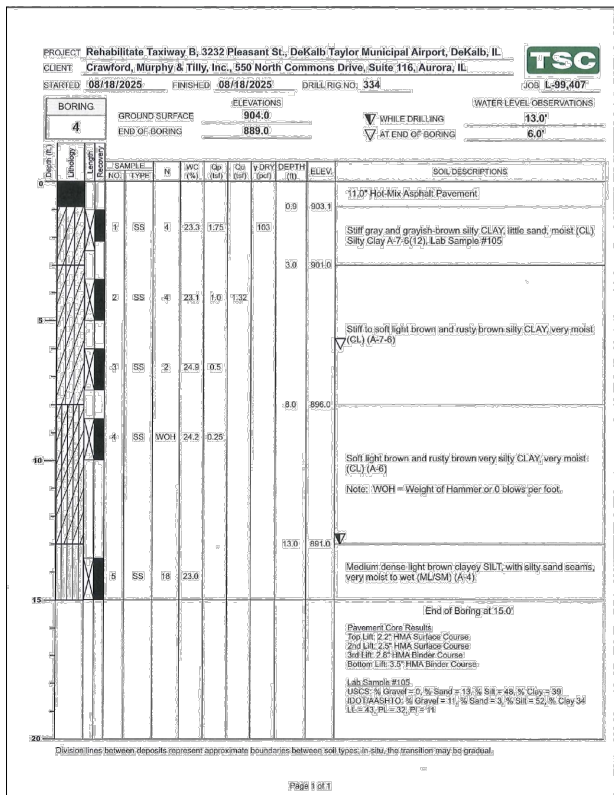 PROJECT Rehabilitate Taxiway B, 3232 Pleasant St., DeKalb Taylor Municipal Airport, DeKalb, IL
TSC
CLIENT Crawford, Murphy & Tilly, Inc., 550 North Commons Drive, Suite 116, Aurora, IL
STARTED 08/18/2025 FINISHED 08/18/2025 DRILL RIG NO. 334 JOB L-99,407
BORING 4
ELEVATIONS
GROUND SURFACE 904.0
END OF BORING 889.0
WATER LEVEL OBSERVATIONS
WHILE DRILLING 13.0'
AT END OF BORING 6.0'
Depth (ft.) Lithology Length Recovery SAMPLE NO. TYPE N WC (%) Qp (tsf) Qu (tsf) γ DRY (pcf) DEPTH (ft) ELEV. SOIL DESCRIPTIONS
0
11.0" Hot-Mix Asphalt Pavement
0.9 903.1
1 SS 4 23.3 1.75 103
Stiff gray and grayish-brown silty CLAY, little sand, moist (CL)
Silty Clay A-7-6(12), Lab Sample #105
3.0 901.0
2 SS 4 23.1 1.0 1.32
5
Stiff to soft light brown and rusty brown silty CLAY, very moist
(CL) (A-7-6)
3 SS 2 24.9 0.5
8.0 896.0
4 SS WOH 24.2 0.25
10
Soft light brown and rusty brown very silty CLAY, very moist
(CL) (A-6)
Note: WOH = Weight of Hammer or 0 blows per foot.
13.0 891.0
5 SS 18 23.0
Medium dense light brown clayey SILT, with silty sand seams,
very moist to wet (ML/SM) (A-4)
15
End of Boring at 15.0'
Pavement Core Results
Top Lift: 2.2" HMA Surface Course
2nd Lift: 2.5" HMA Surface Course
3rd Lift: 2.8" HMA Binder Course
Bottom Lift: 3.5" HMA Binder Course
Lab Sample #105
USCS: % Gravel = 0, % Sand = 13, % Silt = 48, % Clay = 39
IDOT/AASHTO: % Gravel = 11, % Sand = 3, % Silt = 52, % Clay 34
LL = 43, PL = 32, PI = 11
20
Division lines between deposits represent approximate boundaries between soil types; in-situ, the transition may be gradual.
Page 1 of 1